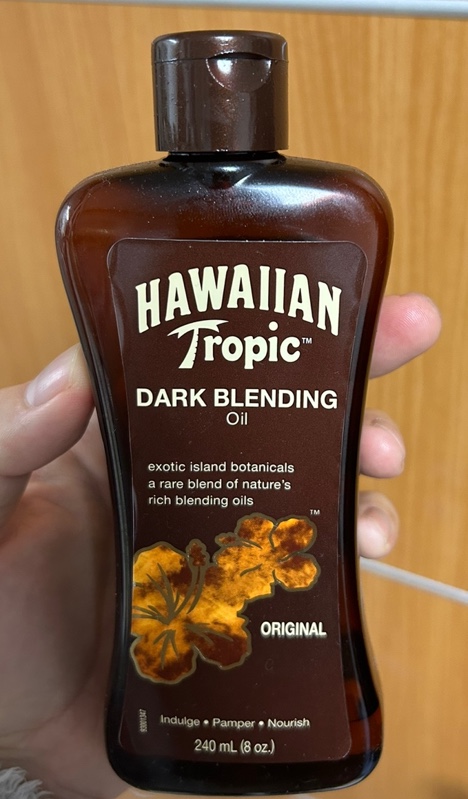 HAWAIIAN
Tropic™
DARK BLENDING
Oil
exotic island botanicals
a rare blend of nature's
rich blending oils
™
ORIGINAL
Indulge • Pamper • Nourish
240 mL (8 oz.)